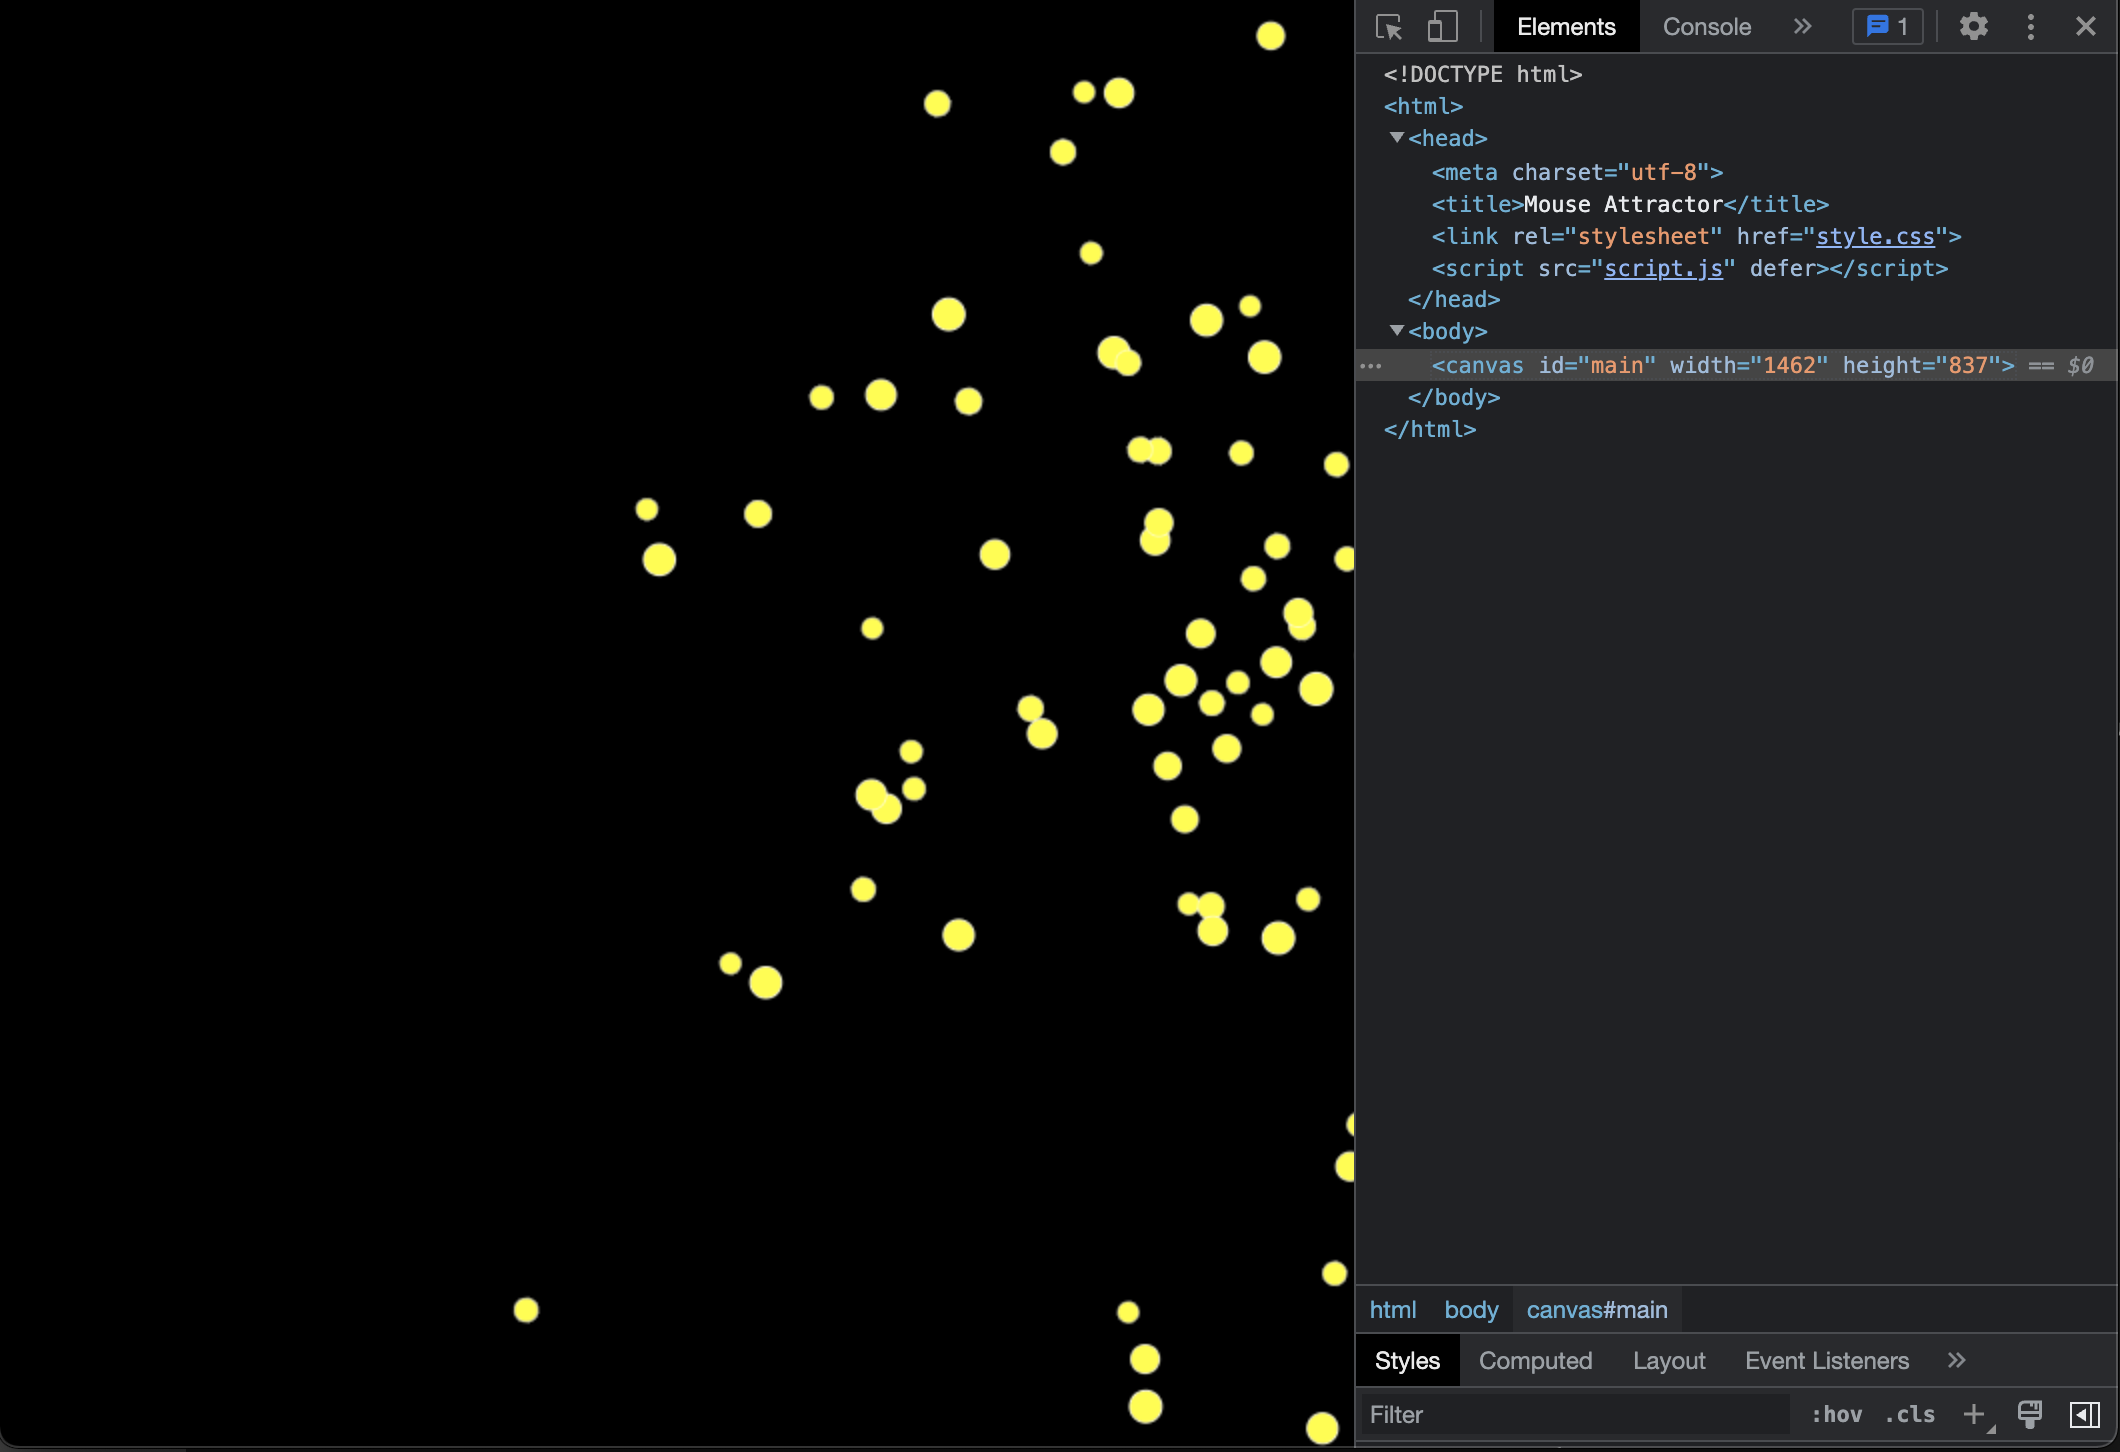 Elements Console 1
<!DOCTYPE html>
<html>
<head>
<meta charset="utf-8">
<title>Mouse Attractor</title>
<link rel="stylesheet" href="style.css">
<script src="script.js" defer></script>
</head>
<body>
<canvas id="main" width="1462" height="837"> == $0
</body>
</html>
html body canvas#main
Styles Computed Layout Event Listeners
Filter :hov .cls